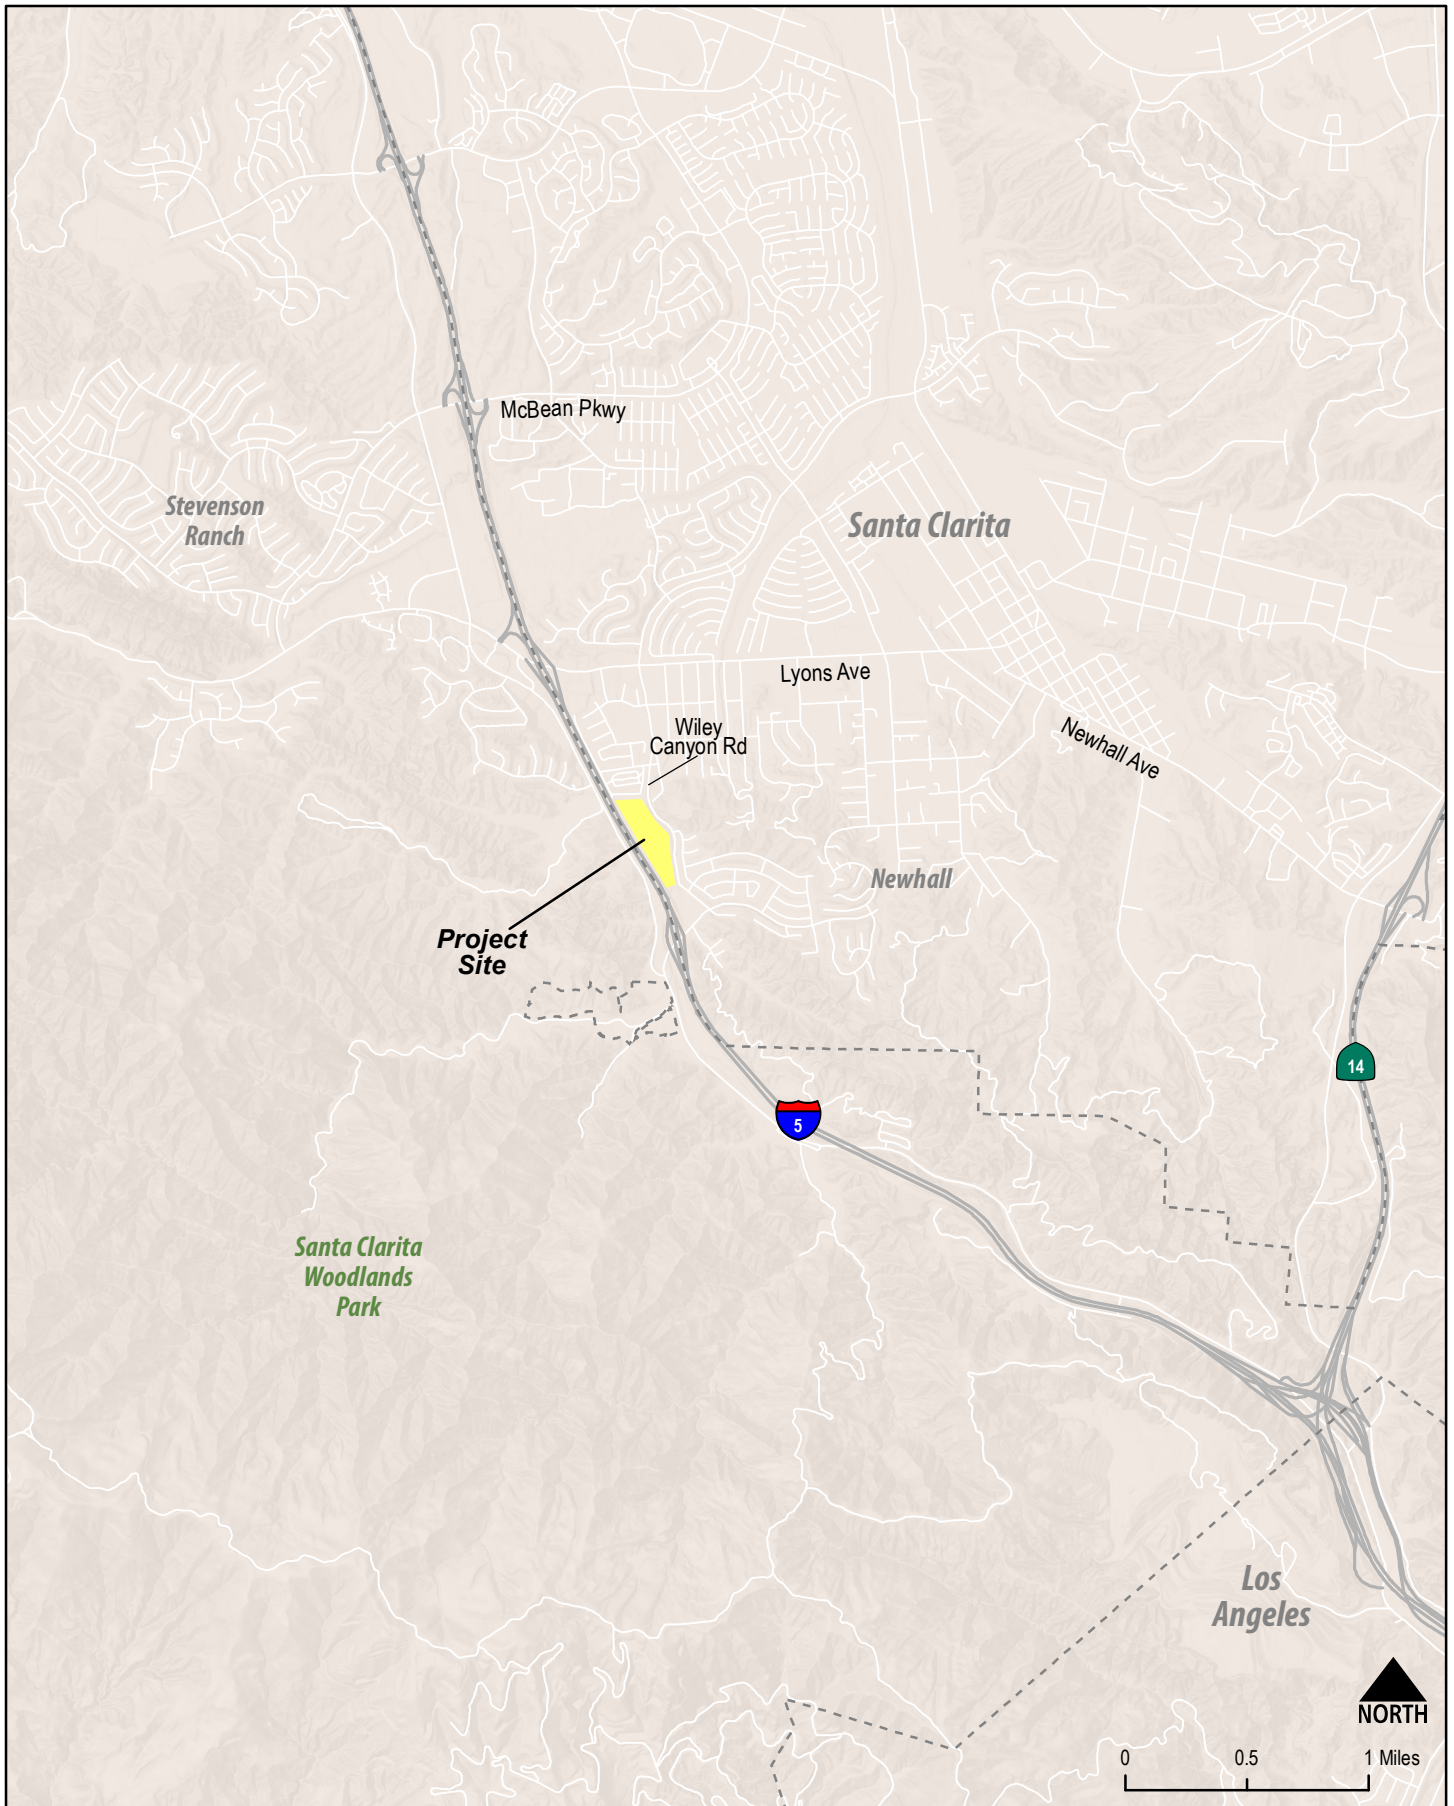 McBean Pkwy
Stevenson
Ranch
Santa Clarita
Lyons Ave
Wiley
Canyon Rd
Newhall Ave
Newhall
Project
Site
14
5
Santa Clarita
Woodlands
Park
Los
Angeles
NORTH
0 0.5 1 Miles